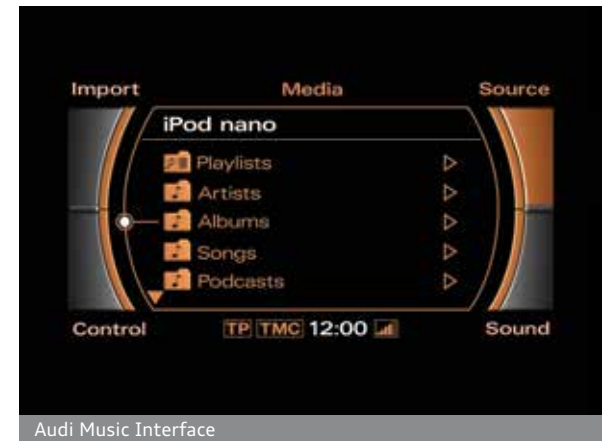 Import Media Source
iPod nano
Playlists
Artists
Albums
Songs
Podcasts
Control TP TMC 12:00 Sound
Audi Music Interface